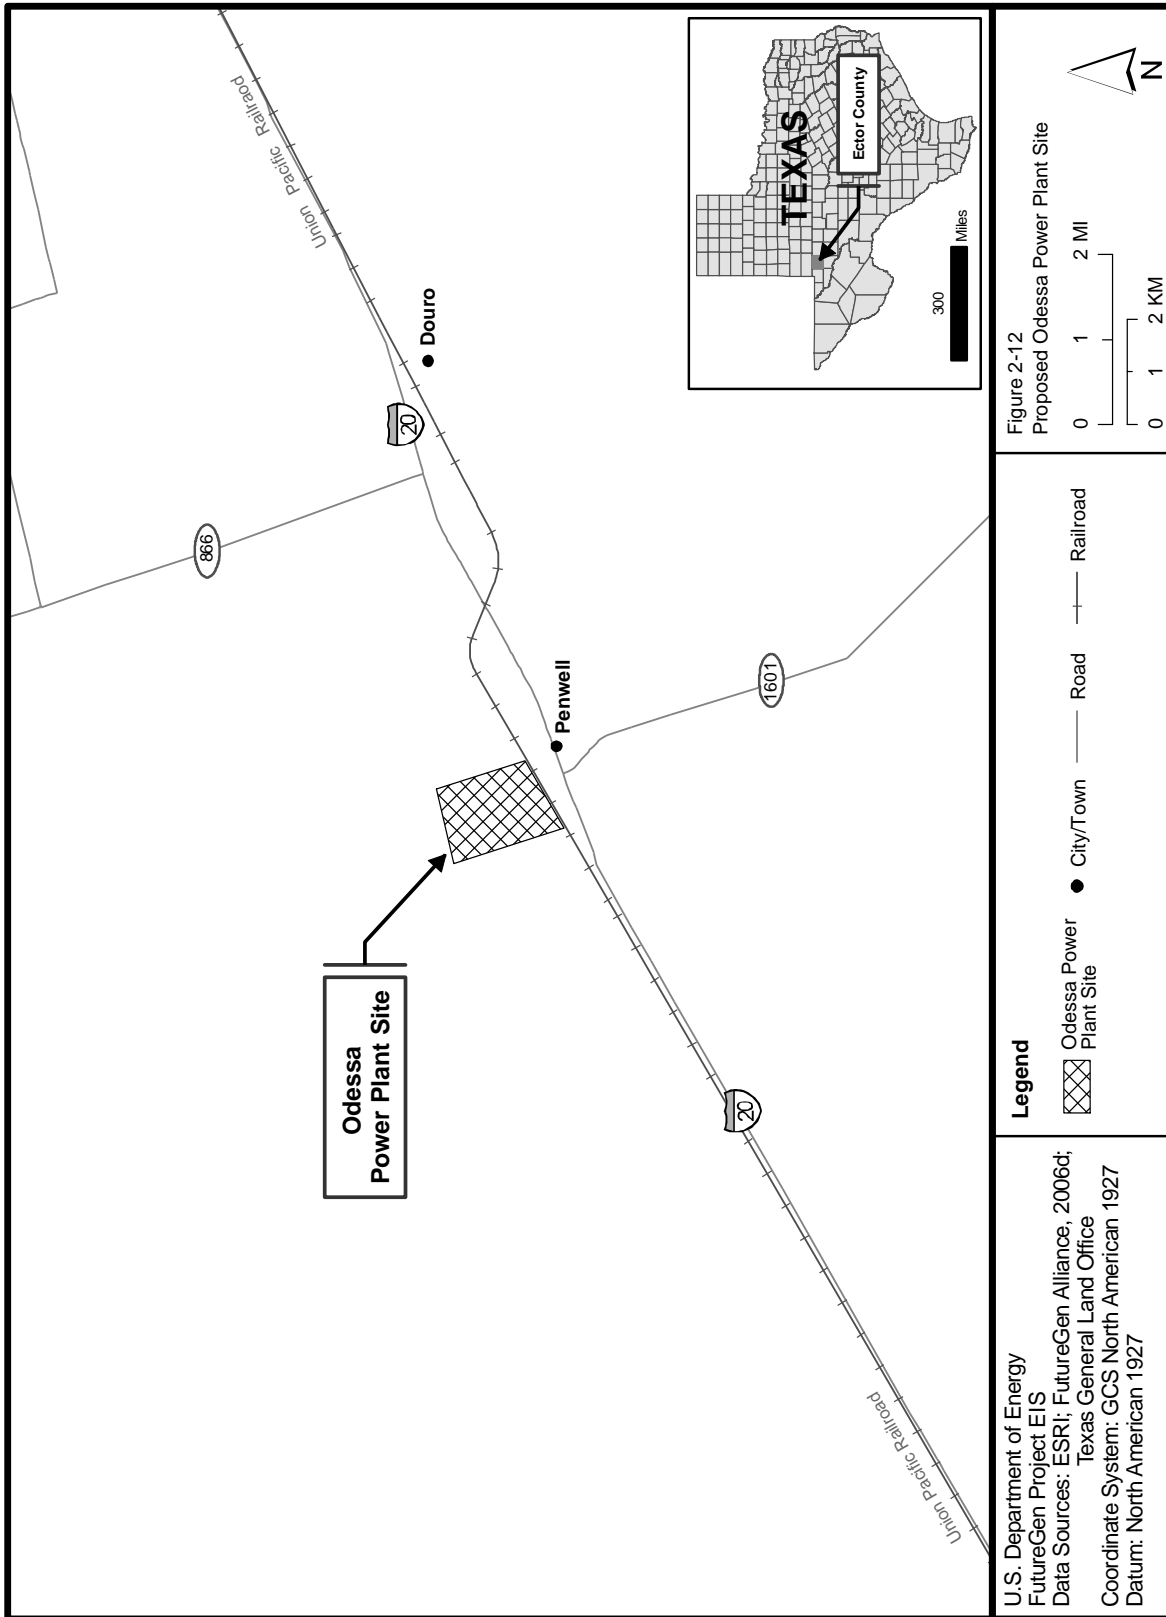 Union Pacific Railraod
866
20
Douro
Penwell
1601
Odessa
Power Plant Site
20
Union Pacific Railroad
TEXAS
Ector County
300
Miles
U.S. Department of Energy
FutureGen Project EIS
Data Sources: ESRI; FutureGen Alliance, 2006d;
Texas General Land Office
Coordinate System: GCS North American 1927
Datum: North American 1927
Legend
Odessa Power
Plant Site
City/Town
Road
Railroad
Figure 2-12
Proposed Odessa Power Plant Site
0 1 2 MI
0 1 2 KM
N